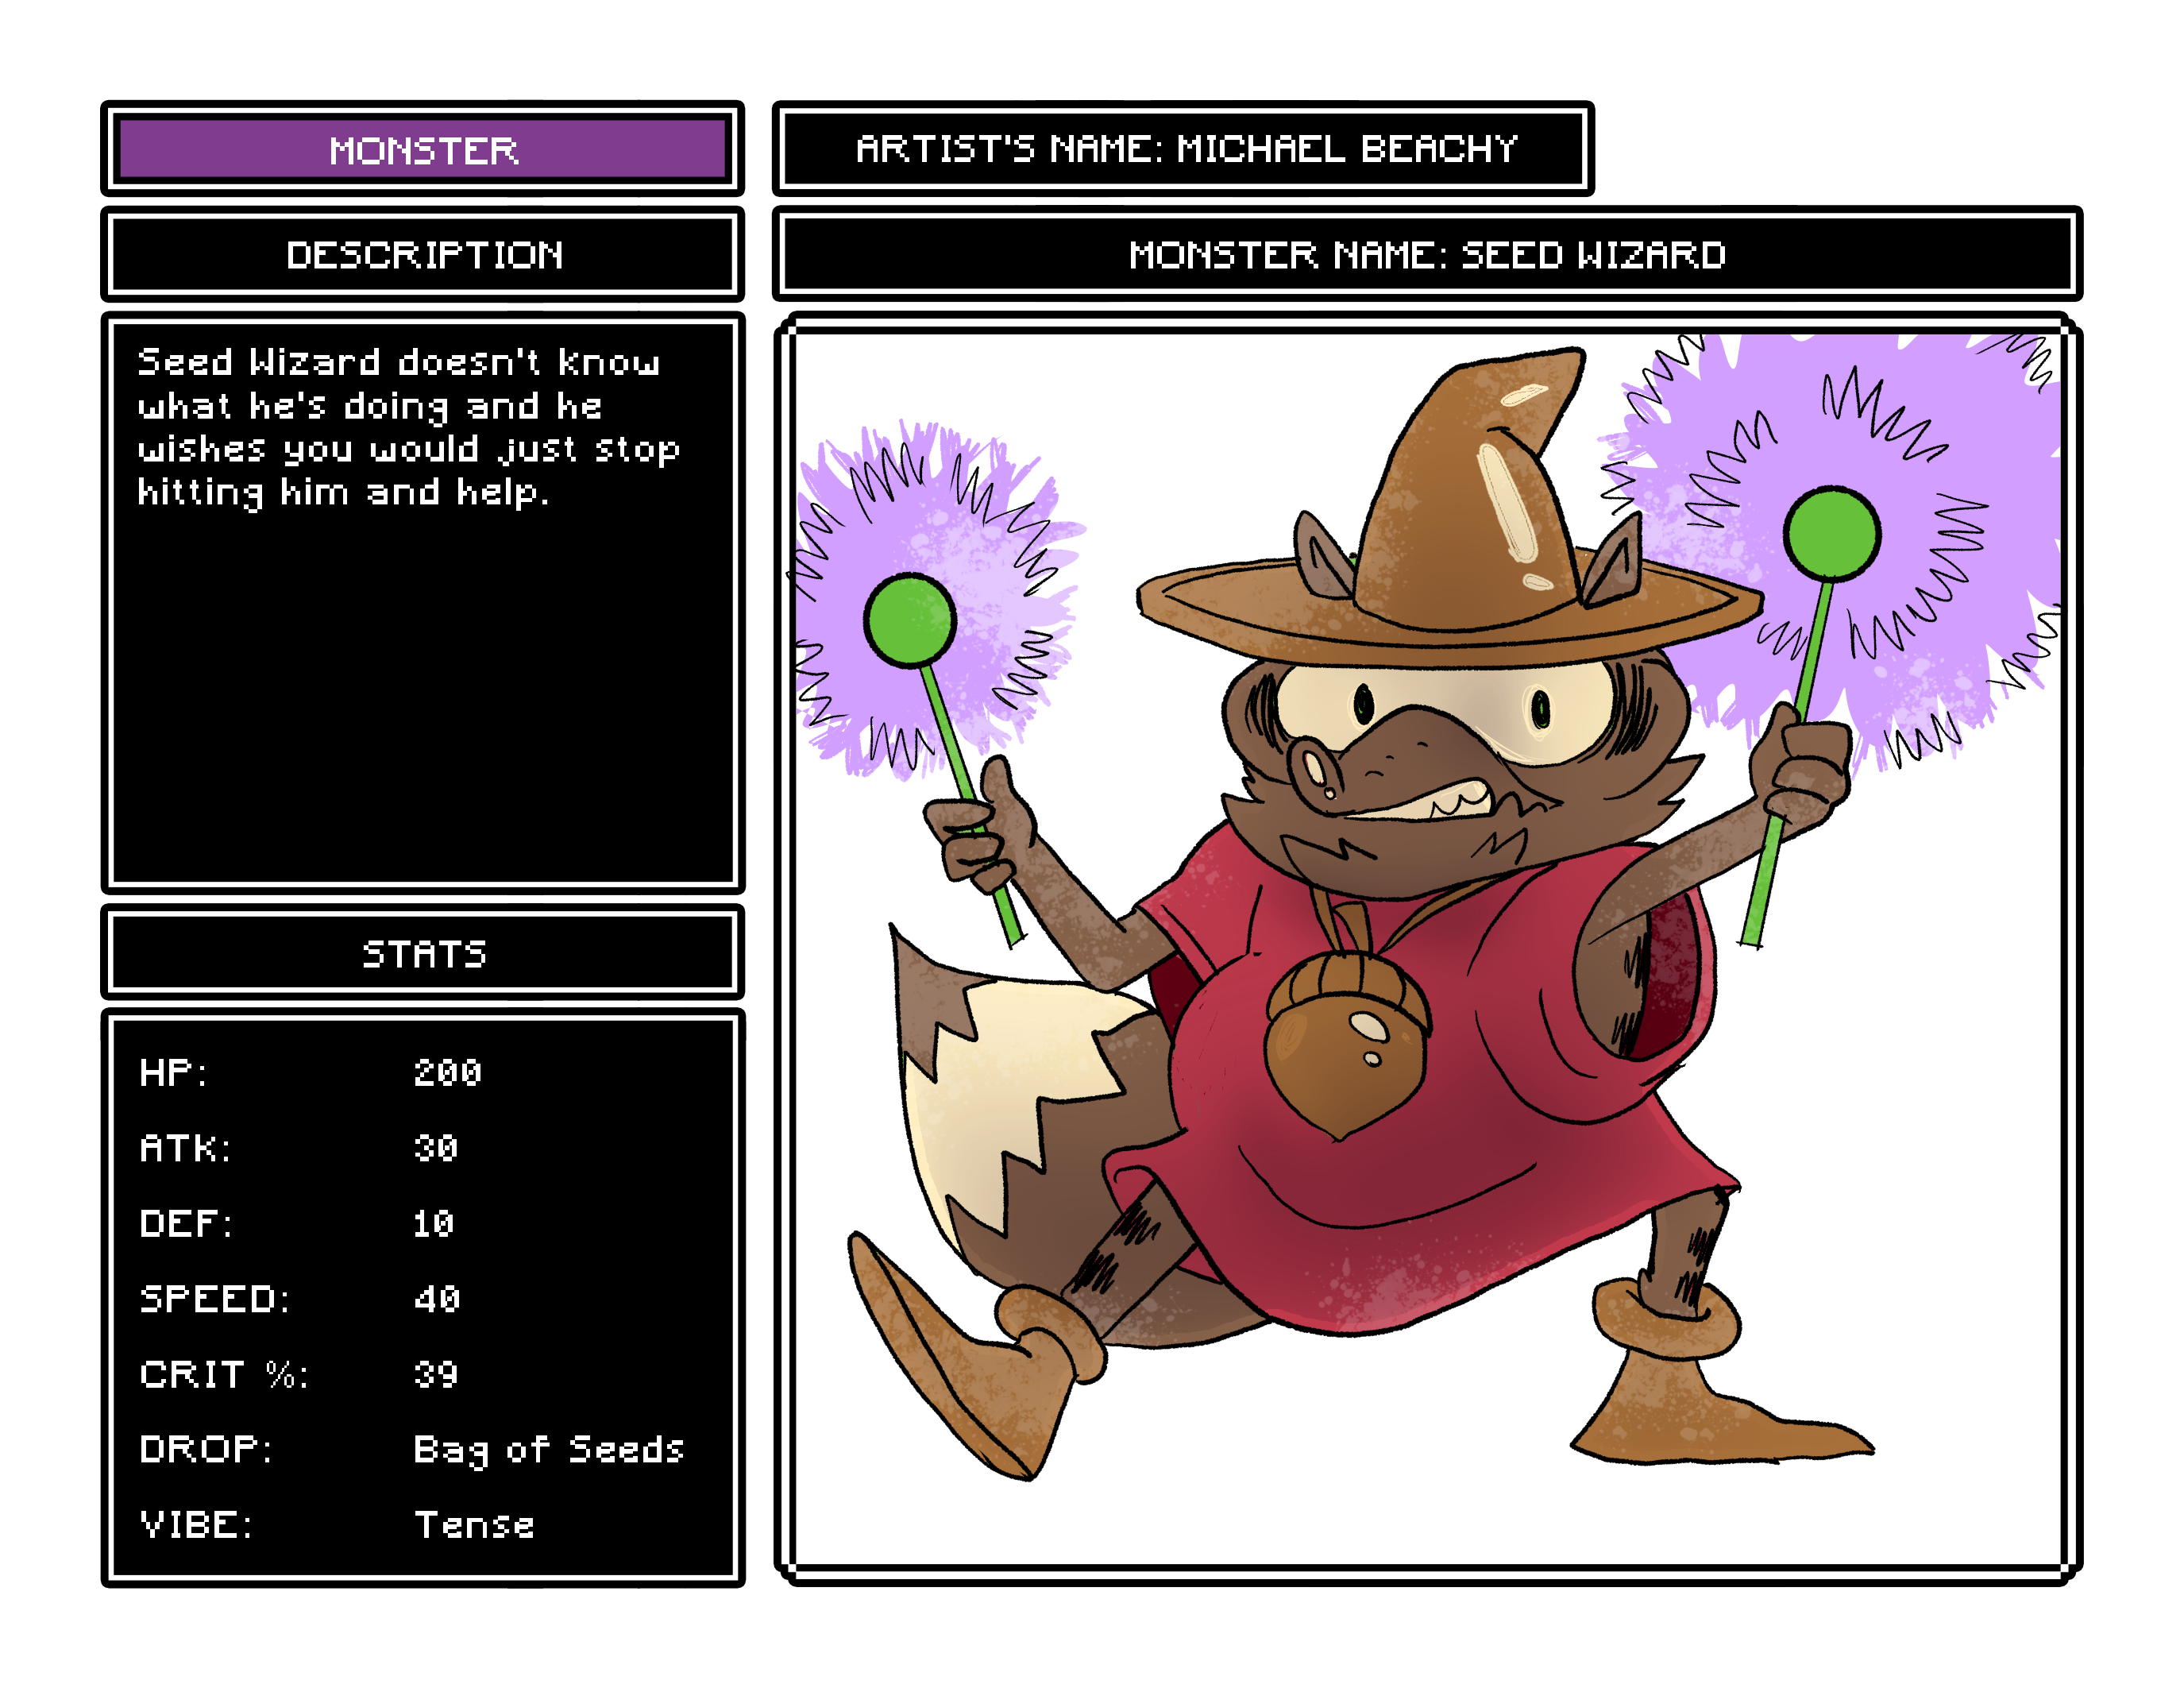 MONSTER
ARTIST'S NAME: MICHAEL BEACHY
DESCRIPTION
MONSTER NAME: SEED WIZARD
Seed Wizard doesn't know
what he's doing and he
wishes you would just stop
hitting him and help.
STATS
HP: 200
ATK: 30
DEF: 10
SPEED: 40
CRIT %: 39
DROP: Bag of Seeds
VIBE: Tense